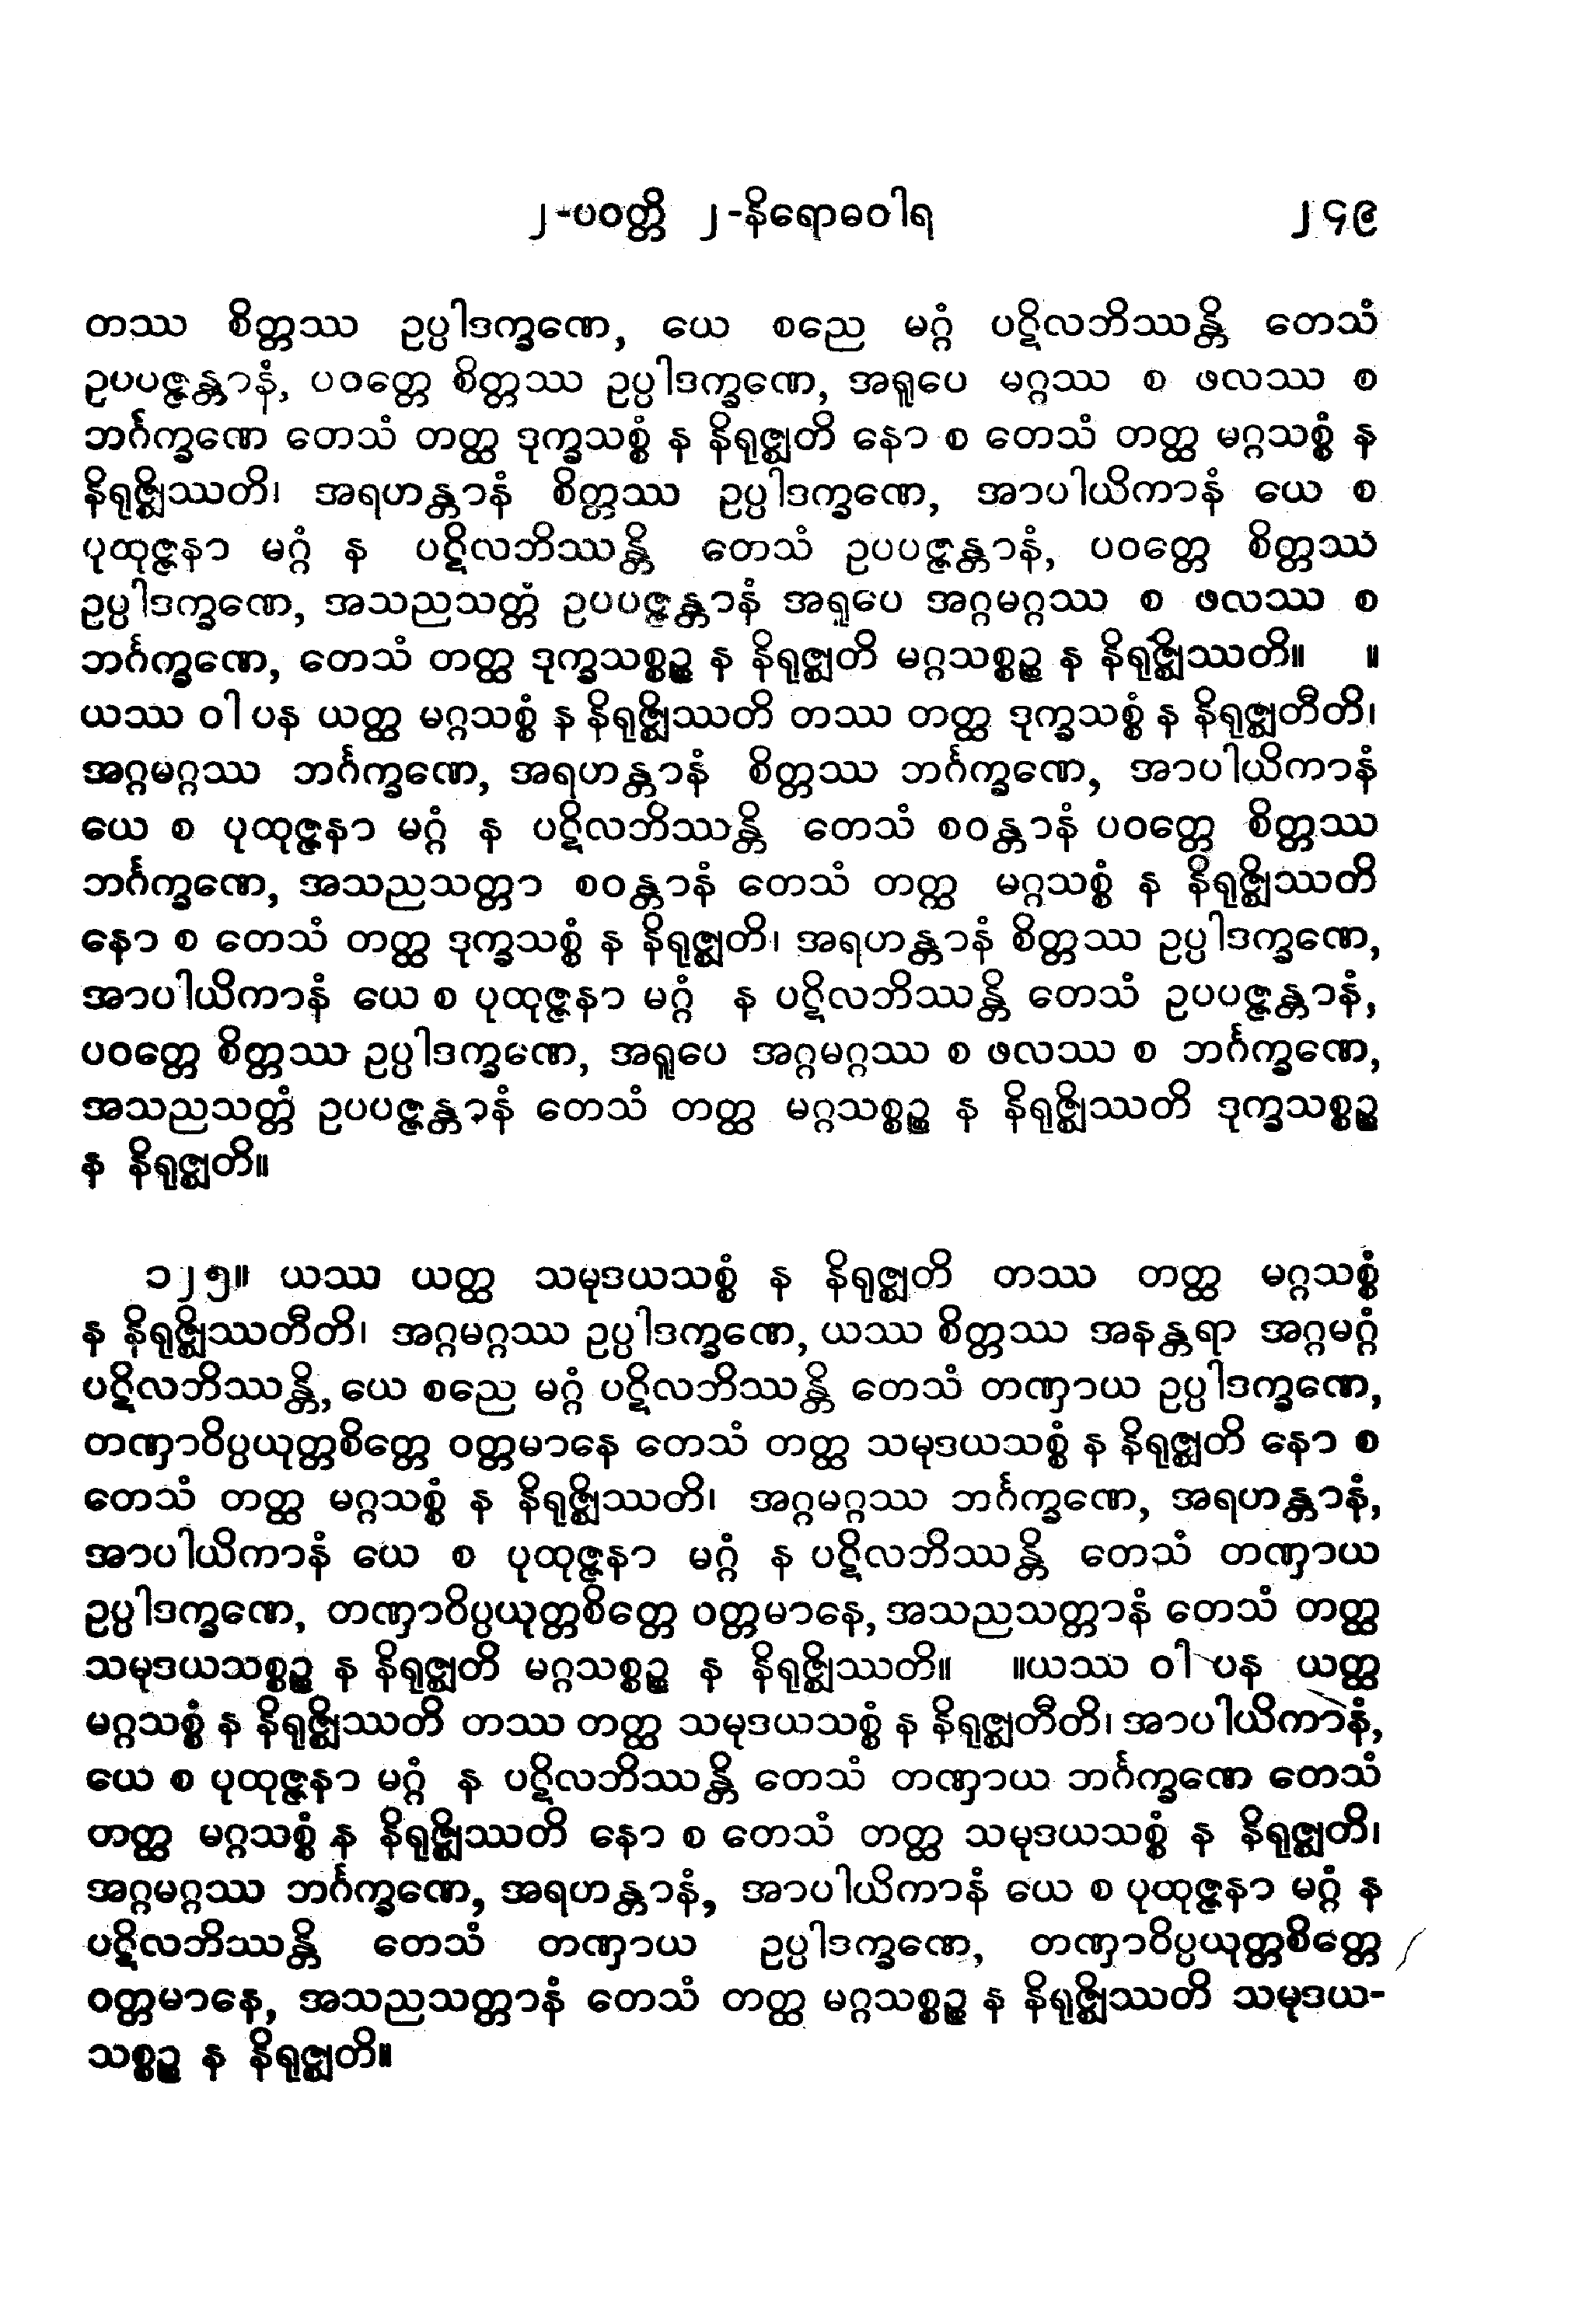 ၂-ပဝတ္တိ ၂-နိရောဓဝါရ ၂၄၉
တဿ စိတ္တဿ ဥပ္ပါဒက္ခဏေ, ယေ စညေ မဂ္ဂံ ပဋိလဘိဿန္တိ တေသံ
ဥပပဇ္ဇန္တာနံ, ပဝတ္တေ စိတ္တဿ ဥပ္ပါဒက္ခဏေ, အရူပေ မဂ္ဂဿ စ ဖလဿ စ
ဘင်္ဂက္ခဏေ တေသံ တတ္ထ ဒုက္ခသစ္စံ န နိရုဇ္ဈတိ နော စ တေသံ တတ္ထ မဂ္ဂသစ္စံ န
နိရုဇ္ဈိဿတိ၊ အရဟန္တာနံ စိတ္တဿ ဥပ္ပါဒက္ခဏေ, အာပါယိကာနံ ယေ စ
ပုထုဇ္ဇနာ မဂ္ဂံ န ပဋိလဘိဿန္တိ တေသံ ဥပပဇ္ဇန္တာနံ, ပဝတ္တေ စိတ္တဿ
ဥပ္ပါဒက္ခဏေ, အသညသတ္တံ ဥပပဇ္ဇန္တာနံ အရူပေ အဂ္ဂမဂ္ဂဿ စ ဖလဿ စ
ဘင်္ဂက္ခဏေ, တေသံ တတ္ထ ဒုက္ခသစ္စဉ္စ န နိရုဇ္ဈတိ မဂ္ဂသစ္စဉ္စ န နိရုဇ္ဈိဿတိ။ ။
ယဿ ဝါ ပန ယတ္ထ မဂ္ဂသစ္စံ န နိရုဇ္ဈိဿတိ တဿ တတ္ထ ဒုက္ခသစ္စံ န နိရုဇ္ဈတီတိ၊
အဂ္ဂမဂ္ဂဿ ဘင်္ဂက္ခဏေ, အရဟန္တာနံ စိတ္တဿ ဘင်္ဂက္ခဏေ, အာပါယိကာနံ
ယေ စ ပုထုဇ္ဇနာ မဂ္ဂံ န ပဋိလဘိဿန္တိ တေသံ စဝန္တာနံ ပဝတ္တေ စိတ္တဿ
ဘင်္ဂက္ခဏေ, အသညသတ္တာ စဝန္တာနံ တေသံ တတ္ထ မဂ္ဂသစ္စံ န နိရုဇ္ဈိဿတိ
နော စ တေသံ တတ္ထ ဒုက္ခသစ္စံ န နိရုဇ္ဈတိ၊ အရဟန္တာနံ စိတ္တဿ ဥပ္ပါဒက္ခဏေ,
အာပါယိကာနံ ယေ စ ပုထုဇ္ဇနာ မဂ္ဂံ န ပဋိလဘိဿန္တိ တေသံ ဥပပဇ္ဇန္တာနံ,
ပဝတ္တေ စိတ္တဿ ဥပ္ပါဒက္ခဏေ, အရူပေ အဂ္ဂမဂ္ဂဿ စ ဖလဿ စ ဘင်္ဂက္ခဏေ,
အသညသတ္တံ ဥပပဇ္ဇန္တာနံ တေသံ တတ္ထ မဂ္ဂသစ္စဉ္စ န နိရုဇ္ဈိဿတိ ဒုက္ခသစ္စဉ္စ
န နိရုဇ္ဈတိ။
၁၂၅။ ယဿ ယတ္ထ သမုဒယသစ္စံ န နိရုဇ္ဈတိ တဿ တတ္ထ မဂ္ဂသစ္စံ
န နိရုဇ္ဈိဿတီတိ၊ အဂ္ဂမဂ္ဂဿ ဥပ္ပါဒက္ခဏေ, ယဿ စိတ္တဿ အနန္တရာ အဂ္ဂမဂ္ဂံ
ပဋိလဘိဿန္တိ, ယေ စညေ မဂ္ဂံ ပဋိလဘိဿန္တိ တေသံ တဏှာယ ဥပ္ပါဒက္ခဏေ,
တဏှာဝိပ္ပယုတ္တစိတ္တေ ဝတ္တမာနေ တေသံ တတ္ထ သမုဒယသစ္စံ န နိရုဇ္ဈတိ နော စ
တေသံ တတ္ထ မဂ္ဂသစ္စံ န နိရုဇ္ဈိဿတိ၊ အဂ္ဂမဂ္ဂဿ ဘင်္ဂက္ခဏေ, အရဟန္တာနံ,
အာပါယိကာနံ ယေ စ ပုထုဇ္ဇနာ မဂ္ဂံ န ပဋိလဘိဿန္တိ တေသံ တဏှာယ
ဥပ္ပါဒက္ခဏေ, တဏှာဝိပ္ပယုတ္တစိတ္တေ ဝတ္တမာနေ, အသညသတ္တာနံ တေသံ တတ္ထ
သမုဒယသစ္စဉ္စ န နိရုဇ္ဈတိ မဂ္ဂသစ္စဉ္စ န နိရုဇ္ဈိဿတိ။ ။ယဿ ဝါ ပန ယတ္ထ
မဂ္ဂသစ္စံ န နိရုဇ္ဈိဿတိ တဿ တတ္ထ သမုဒယသစ္စံ န နိရုဇ္ဈတီတိ၊ အာပါယိကာနံ,
ယေ စ ပုထုဇ္ဇနာ မဂ္ဂံ န ပဋိလဘိဿန္တိ တေသံ တဏှာယ ဘင်္ဂက္ခဏေ တေသံ
တတ္ထ မဂ္ဂသစ္စံ န နိရုဇ္ဈိဿတိ နော စ တေသံ တတ္ထ သမုဒယသစ္စံ န နိရုဇ္ဈတိ၊
အဂ္ဂမဂ္ဂဿ ဘင်္ဂက္ခဏေ, အရဟန္တာနံ, အာပါယိကာနံ ယေ စ ပုထုဇ္ဇနာ မဂ္ဂံ န
ပဋိလဘိဿန္တိ တေသံ တဏှာယ ဥပ္ပါဒက္ခဏေ, တဏှာဝိပ္ပယုတ္တစိတ္တေ
ဝတ္တမာနေ, အသညသတ္တာနံ တေသံ တတ္ထ မဂ္ဂသစ္စဉ္စ န နိရုဇ္ဈိဿတိ သမုဒယ-
သစ္စဉ္စ န နိရုဇ္ဈတိ။